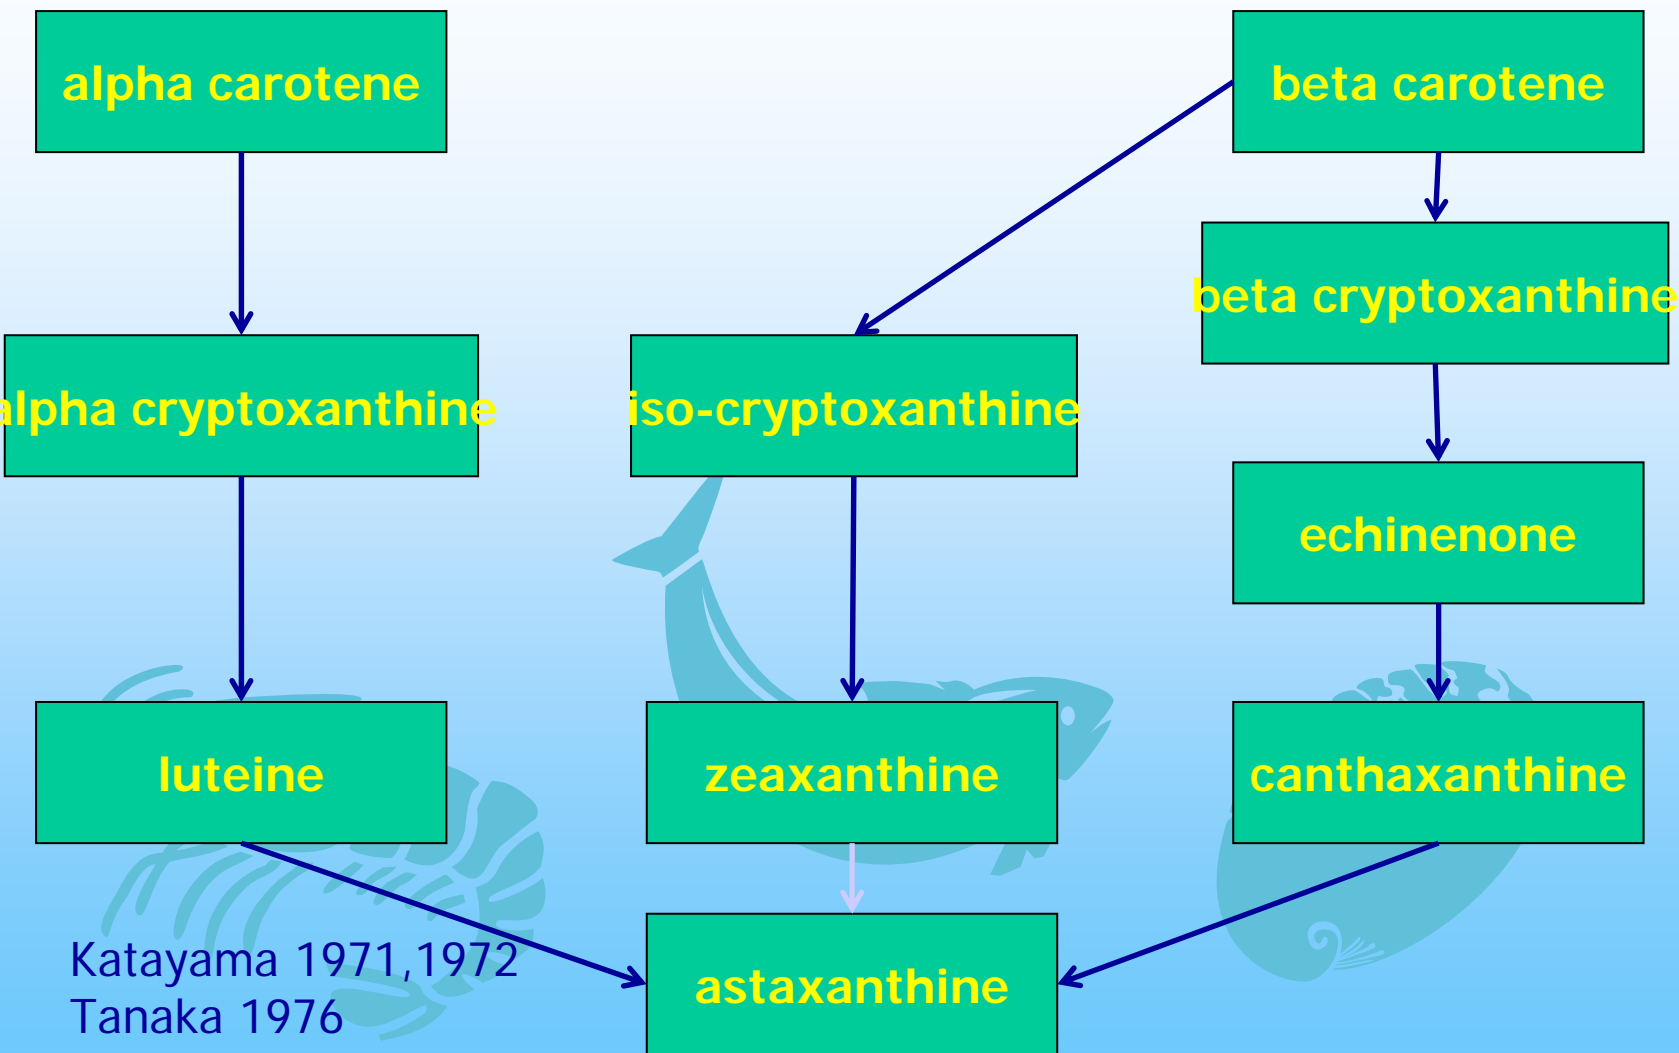 alpha carotene
beta carotene
beta cryptoxanthine
alpha cryptoxanthine
iso-cryptoxanthine
echinenone
luteine
zeaxanthine
canthaxanthine
astaxanthine
Katayama 1971,1972
Tanaka 1976